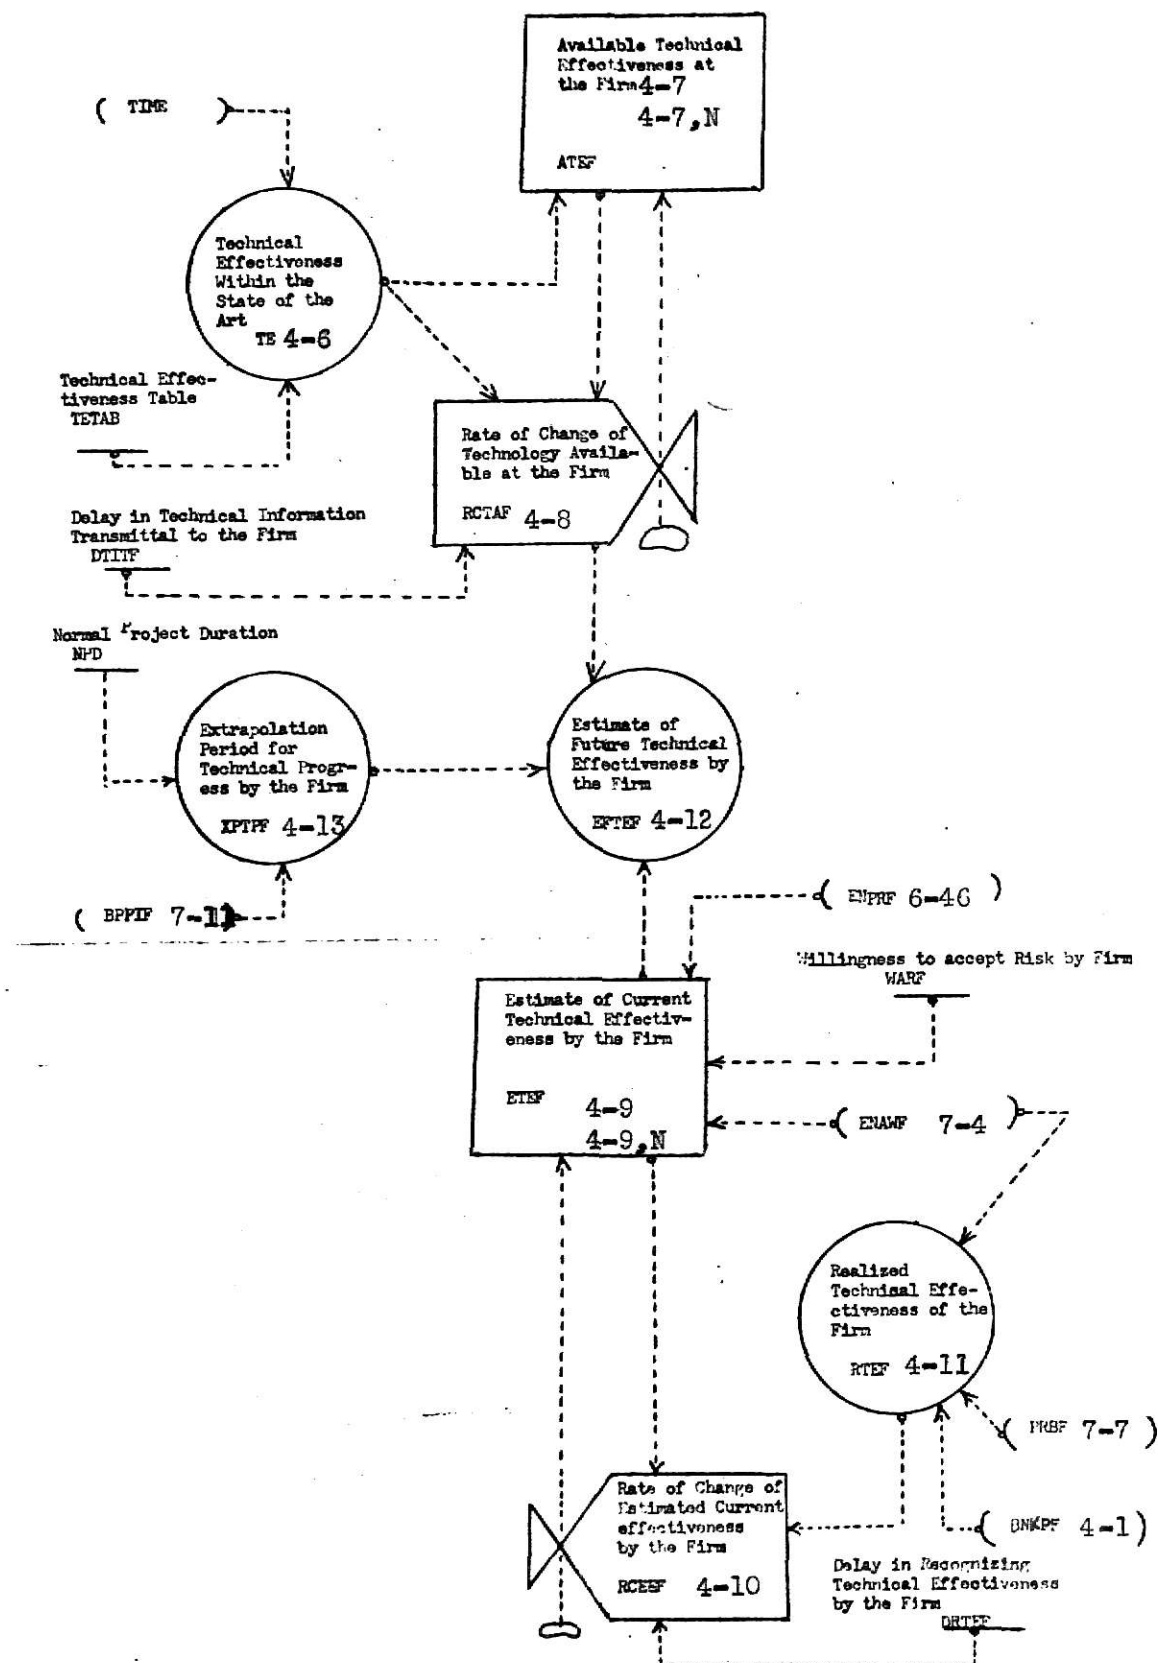 Available Technical
Effectiveness at
the Firm 4-7
4-7,N
ATEF
( TIME )
Technical
Effectiveness
Within the
State of the
Art
TE 4-6
Technical Effec-
tiveness Table
TETAB
Rate of Change of
Technology Availa-
ble at the Firm
RCTAF 4-8
Delay in Technical Information
Transmittal to the Firm
DTITF
Normal Project Duration
NPD
Extrapolation
Period for
Technical Progr-
ess by the Firm
XPTPF 4-13
Estimate of
Future Technical
Effectiveness by
the Firm
EFTEF 4-12
( BPPIF 7-11 )
( ENPRF 6-46 )
Willingness to accept Risk by Firm
WARF
Estimate of Current
Technical Effectiv-
eness by the Firm
ETEF 4-9
4-9,N
( ENAWF 7-4 )
Realized
Technical Effe-
ctiveness of the
Firm
RTEF 4-11
( PRBF 7-7 )
( BNKPF 4-1 )
Rate of Change of
Estimated Current
effectiveness
by the Firm
RCEEF 4-10
Delay in Recognizing
Technical Effectiveness
by the Firm
DRTEF